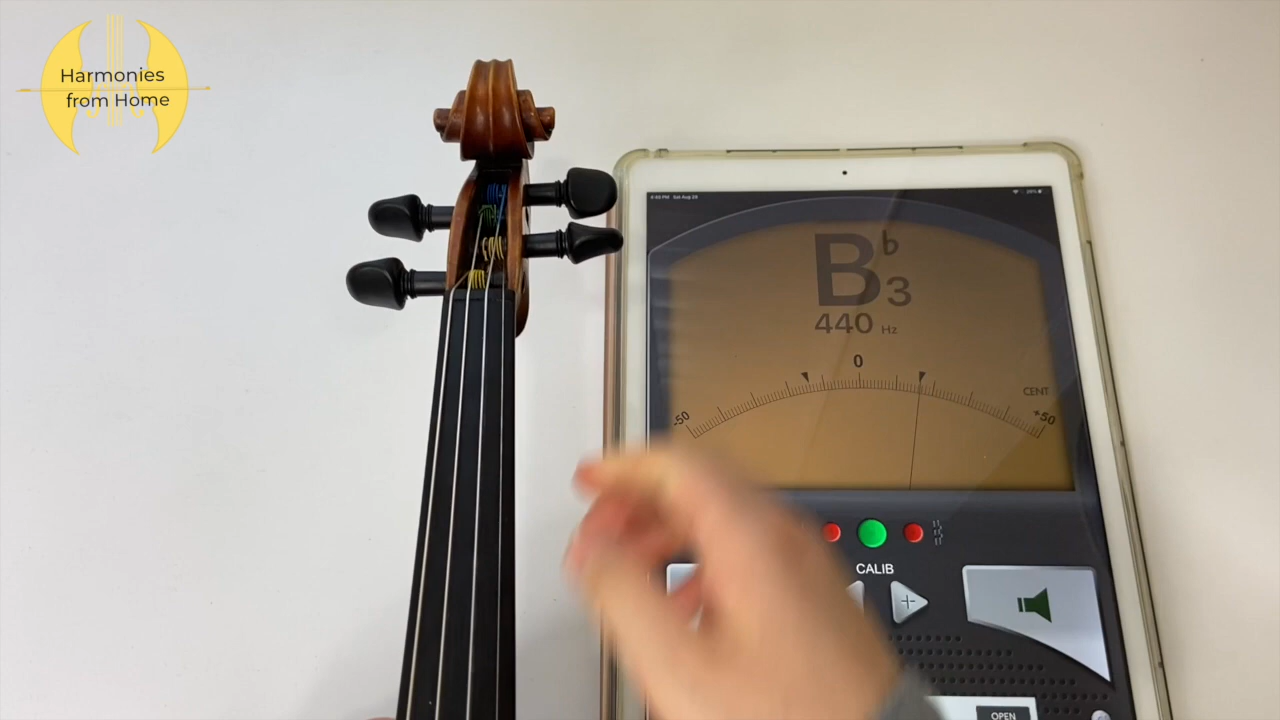 Harmonies
from Home
B♭3
440 Hz
0
CENT
-50
+50
CALIB
+
OPEN